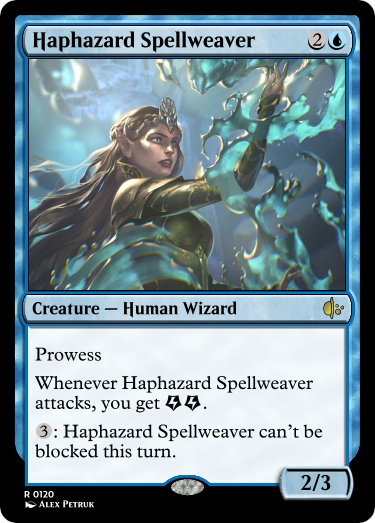 Haphazard Spellweaver 2
Creature — Human Wizard
Prowess
Whenever Haphazard Spellweaver
attacks, you get .
3: Haphazard Spellweaver can't be
blocked this turn.
2/3
R 0120
Alex Petruk